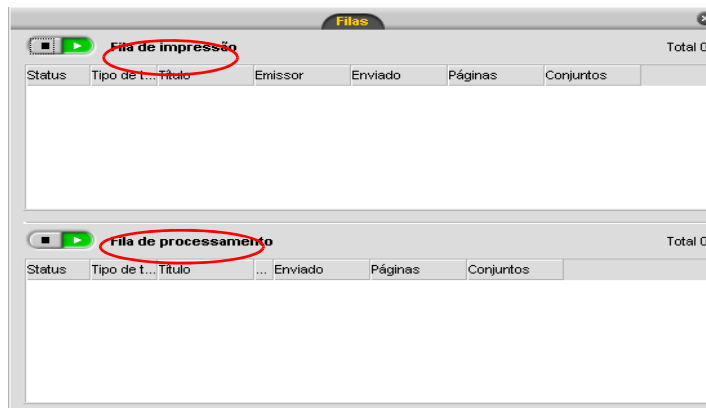 Filas
Fila de impressão Total 0
Status Tipo de t... Título Emissor Enviado Páginas Conjuntos
Fila de processamento Total 0
Status Tipo de t... Título ... Enviado Páginas Conjuntos